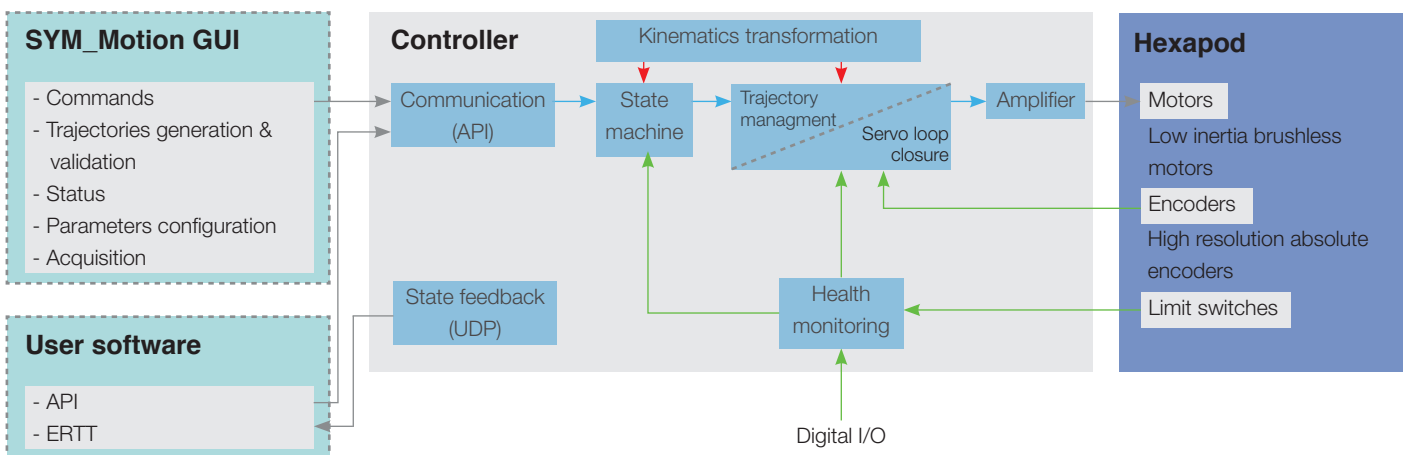 SYM_Motion GUI
- Commands
- Trajectories generation &
validation
- Status
- Parameters configuration
- Acquisition
User software
- API
- ERTT
Controller
Kinematics transformation
Communication
(API)
State
machine
Trajectory
managment
Servo loop
closure
Amplifier
State feedback
(UDP)
Health
monitoring
Digital I/O
Hexapod
Motors
Low inertia brushless
motors
Encoders
High resolution absolute
encoders
Limit switches